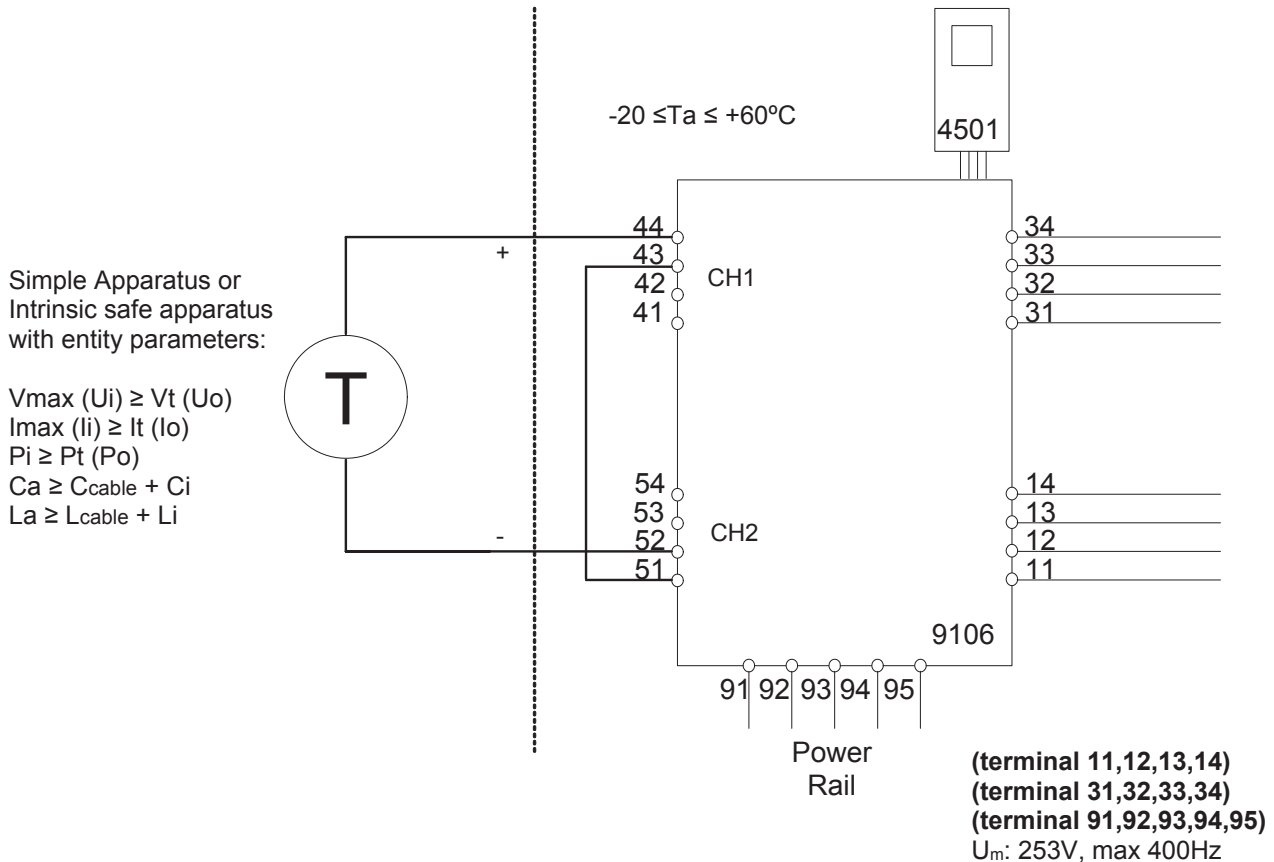 -20 ≤Ta ≤ +60ºC
4501
Simple Apparatus or
Intrinsic safe apparatus
with entity parameters:
Vmax (Ui) ≥ Vt (Uo)
Imax (Ii) ≥ It (Io)
Pi ≥ Pt (Po)
Ca ≥ Ccable + Ci
La ≥ Lcable + Li
+
T
-
44
43
42
41
CH1
54
53
52
51
CH2
34
33
32
31
14
13
12
11
9106
91 92 93 94 95
Power
Rail
(terminal 11,12,13,14)
(terminal 31,32,33,34)
(terminal 91,92,93,94,95)
Um: 253V, max 400Hz